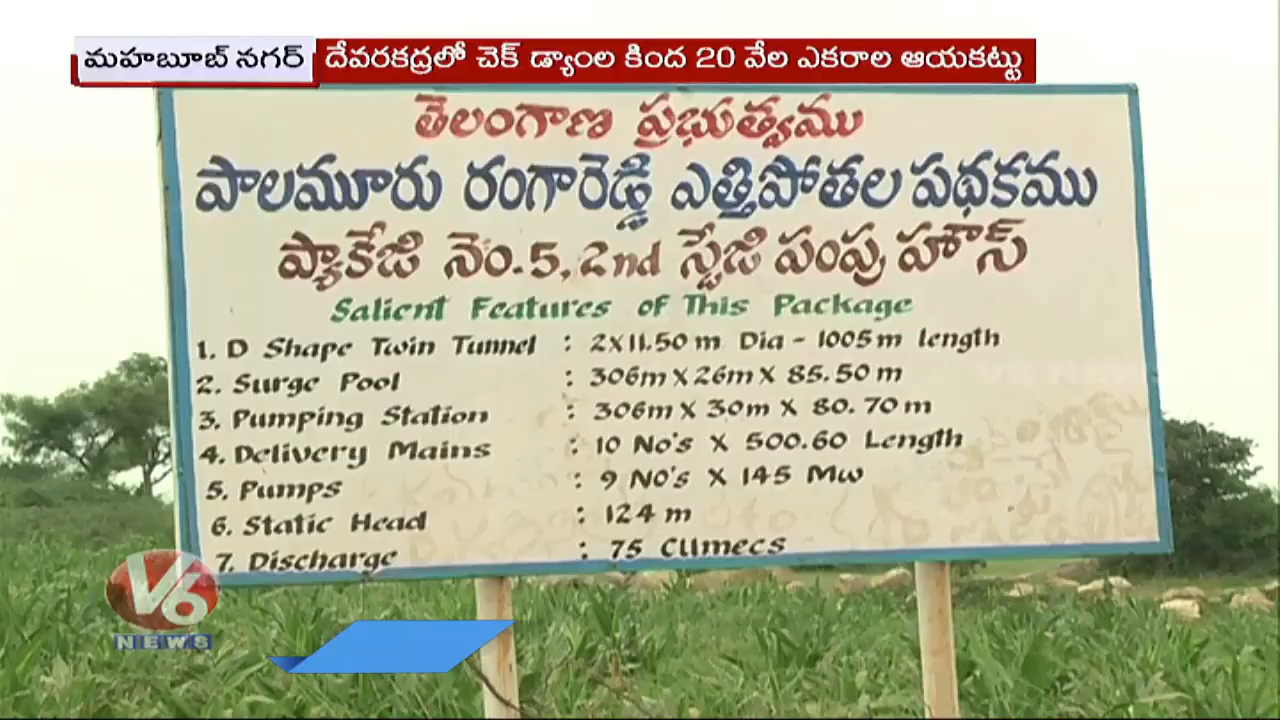 మహబూబ్ నగర్ దేవరకద్రలో చెక్ డ్యాంల కింద 20 వేల ఎకరాల ఆయకట్టు
తెలంగాణ ప్రభుత్వము
పాలమూరు రంగారెడ్డి ఎత్తిపోతల పథకము
ప్యాకేజి నెం.5, 2nd స్టేజి పంపు హౌస్
Salient Features of This Package
1. D Shape Twin Tunnel : 2X11.50 m Dia - 1005m length
2. Surge Pool : 306m X 26m X 85.50 m
3. Pumping Station : 306m X 30m X 80.70 m
4. Delivery Mains : 10 No's X 500.60 Length
5. Pumps : 9 No's X 145 Mw
6. Static Head : 124 m
7. Discharge : 75 CUmecs
V6
NEWS